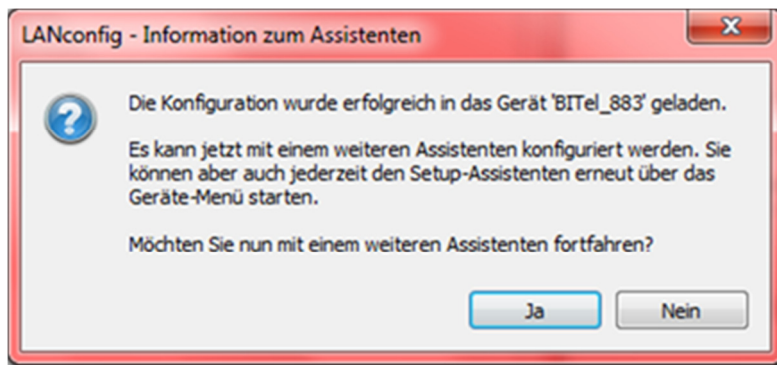 LANconfig - Information zum Assistenten
Die Konfiguration wurde erfolgreich in das Gerät 'BITel_883' geladen.
Es kann jetzt mit einem weiteren Assistenten konfiguriert werden. Sie
können aber auch jederzeit den Setup-Assistenten erneut über das
Geräte-Menü starten.
Möchten Sie nun mit einem weiteren Assistenten fortfahren?
Ja
Nein